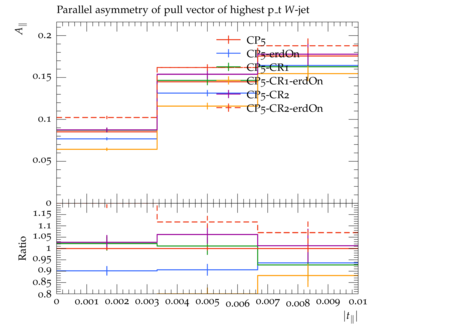 Parallel asymmetry of pull vector of highest p_t W-jet
A∥
0.2
0.15
0.1
0.05
0
CP5
CP5-erdOn
CP5-CR1
CP5-CR1-erdOn
CP5-CR2
CP5-CR2-erdOn
Ratio
1.15
1.1
1.05
1
0.95
0.9
0.85
0.8
0 0.001 0.002 0.003 0.004 0.005 0.006 0.007 0.008 0.009 0.01
|t∥|